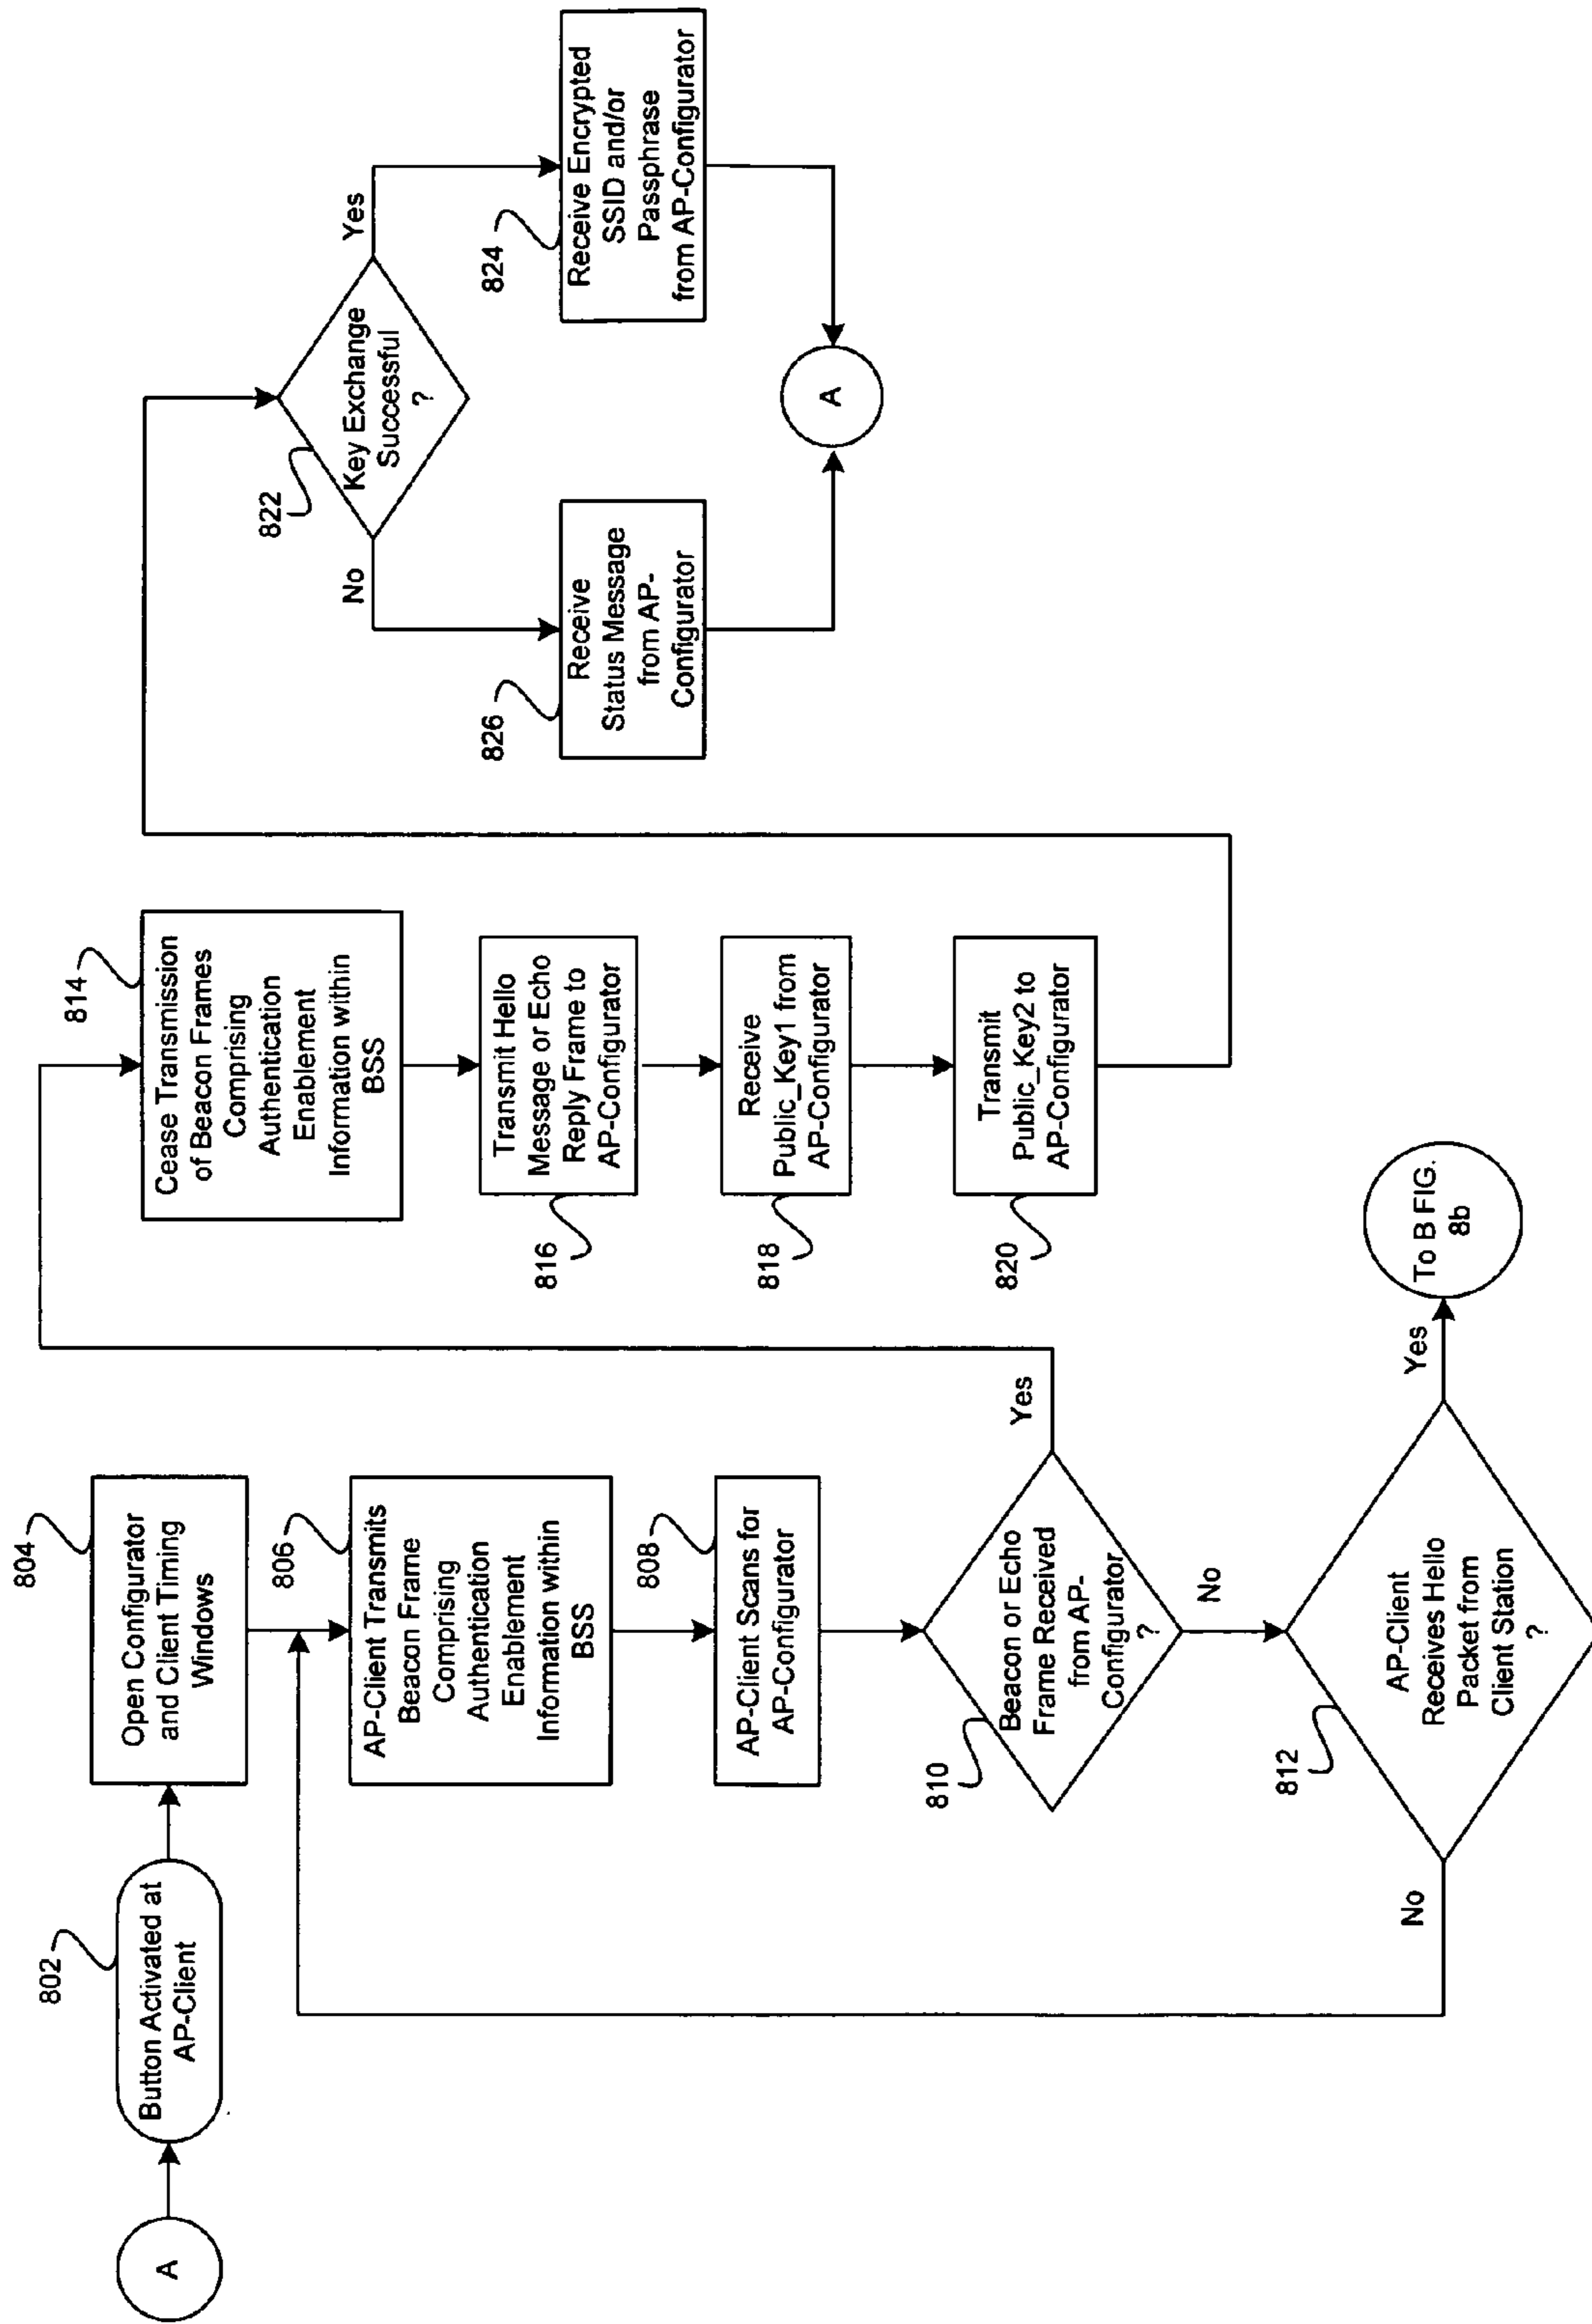 A
802
Button Activated at
AP-Client
804
Open Configurator
and Client Timing
Windows
806
AP-Client Transmits
Beacon Frame
Comprising
Authentication
Enablement
Information within
BSS
808
AP-Client Scans for
AP-Configurator
810
Beacon or Echo
Frame Received
from AP-
Configurator
?
Yes
No
812
AP-Client
Receives Hello
Packet from
Client Station
?
No
Yes
To B FIG.
8b
814
Cease Transmission
of Beacon Frames
Comprising
Authentication
Enablement
Information within
BSS
816
Transmit Hello
Message or Echo
Reply Frame to
AP-Configurator
818
Receive
Public_Key1 from
AP-Configurator
820
Transmit
Public_Key2 to
AP-Configurator
822
Key Exchange
Successful
?
No
Yes
826
Receive
Status Message
from AP-
Configurator
824
Receive Encrypted
SSID and/or
Passphrase
from AP-Configurator
A